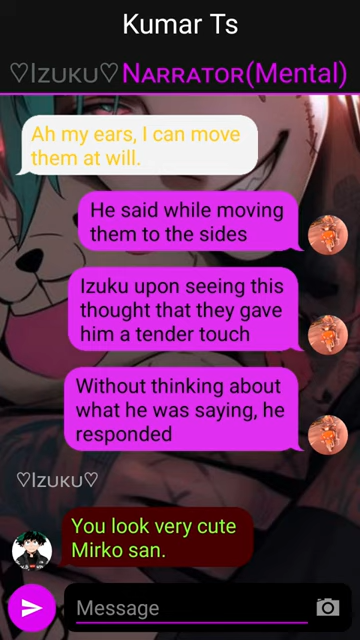 Kumar Ts
♡Izuku♡ Narrator(Mental)
Ah my ears, I can move
them at will.
He said while moving
them to the sides
Izuku upon seeing this
thought that they gave
him a tender touch
Without thinking about
what he was saying, he
responded
♡Izuku♡
You look very cute
Mirko san.
Message